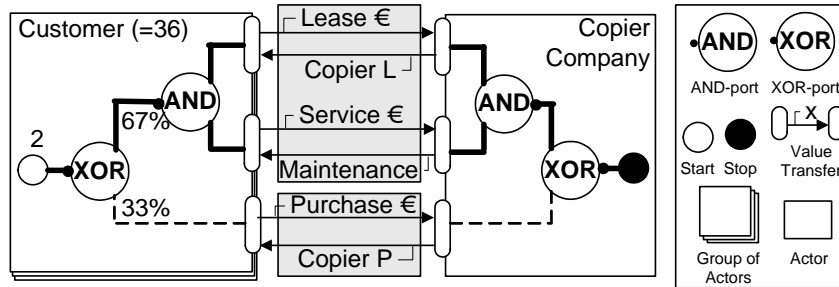 Customer (=36)
Lease €
Copier L
Service €
Maintenance
Purchase €
Copier P
2
XOR
67%
33%
AND
Copier
Company
AND
XOR
AND
XOR
AND-port
XOR-port
Start
Stop
X
Value
Transfer
Group of
Actors
Actor